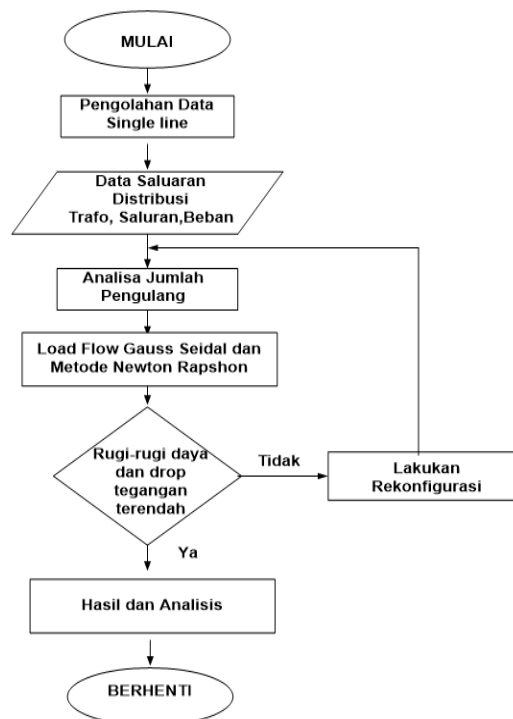 MULAI
Pengolahan Data
Single line
Data Saluaran
Distribusi
Trafo, Saluran,Beban
Analisa Jumlah
Pengulang
Load Flow Gauss Seidal dan
Metode Newton Rapshon
Rugi-rugi daya
dan drop
tegangan
terendah
Tidak
Lakukan
Rekonfigurasi
Ya
Hasil dan Analisis
BERHENTI